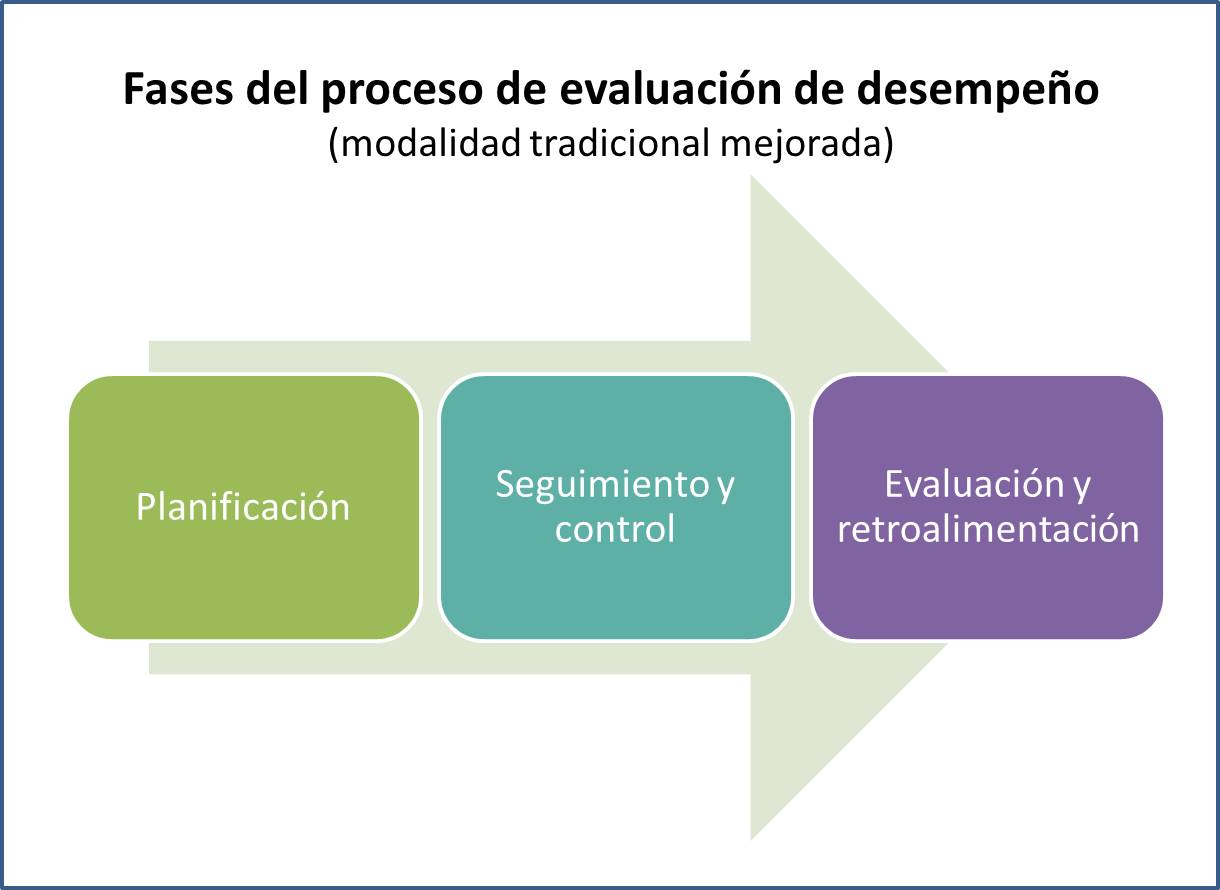 Fases del proceso de evaluación de desempeño
(modalidad tradicional mejorada)
Planificación
Seguimiento y
control
Evaluación y
retroalimentación